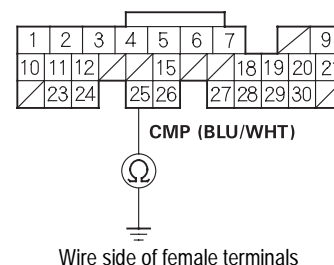 1 2 3 4 5 6 7 9
10 11 12 15 18 19 20 21
23 24 25 26 27 28 29 30
CMP (BLU/WHT)
Ω
Wire side of female terminals